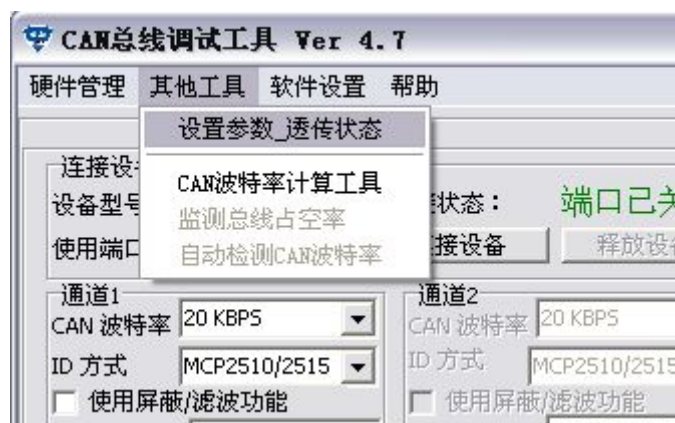 CAN总线调试工具 Ver 4.7
硬件管理 其他工具 软件设置 帮助
设置参数_透传状态
CAN波特率计算工具
监测总线占空率
自动检测CAN波特率
连接设
设备型号 状态： 端口已关
使用端口 接设备 释放设备
通道1 通道2
CAN 波特率 20 KBPS CAN 波特率 20 KBPS
ID 方式 MCP2510/2515 ID 方式 MCP2510/2515
使用屏蔽/滤波功能 使用屏蔽/滤波功能